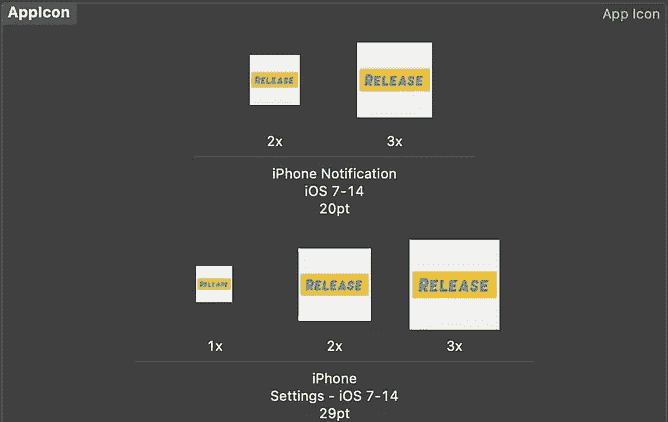 AppIcon
App Icon
RELEASE
RELEASE
2x
3x
iPhone Notification
iOS 7-14
20pt
RELEASE
RELEASE
RELEASE
1x
2x
3x
iPhone
Settings - iOS 7-14
29pt